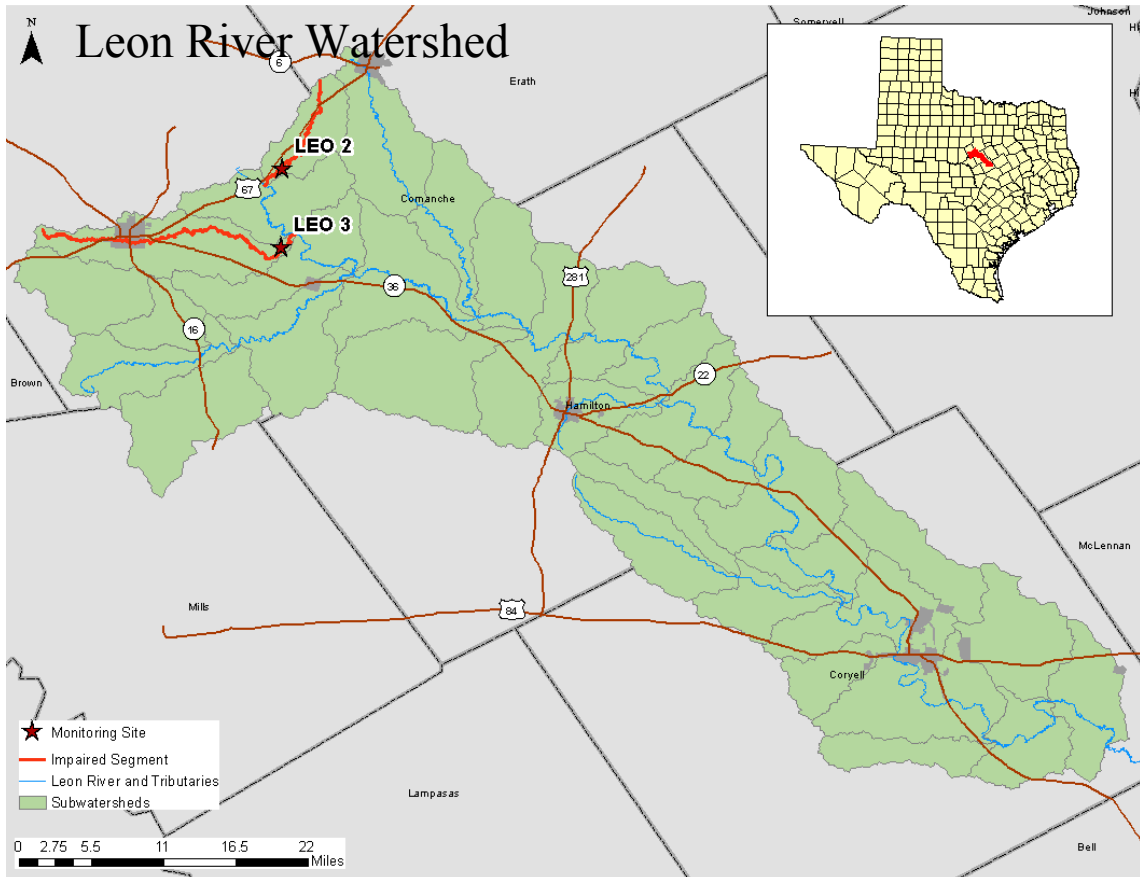 N
Leon River Watershed
Somervell
Johnson
6
Erath
LEO 2
67
Comanche
LEO 3
281
36
16
22
Brown
Hamilton
McLennan
Mills
84
Coryell
Monitoring Site
Impaired Segment
Leon River and Tributaries
Subwatersheds
Lampasas
Bell
0 2.75 5.5 11 16.5 22
Miles